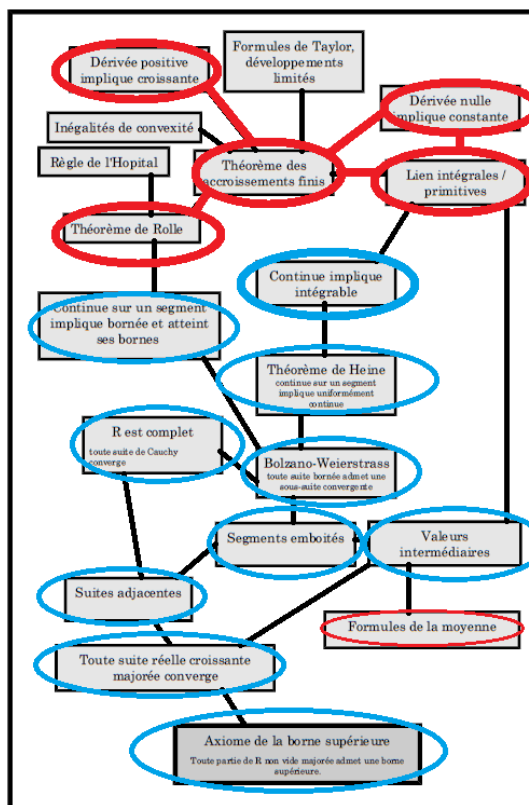 Dérivée positive
implique croissante
Formules de Taylor,
développements
limités
Dérivée nulle
implique constante
Inégalités de convexité
Règle de l'Hopital
Théorème des
accroissements finis
Lien intégrales /
primitives
Théorème de Rolle
Continue implique
intégrable
Continue sur un segment
implique bornée et atteint
ses bornes
Théorème de Heine
continue sur un segment
implique uniformément
continue
R est complet
toute suite de Cauchy
converge
Bolzano-Weierstrass
toute suite bornée admet une
sous-suite convergente
Segments emboités
Valeurs
intermédiaires
Suites adjacentes
Formules de la moyenne
Toute suite réelle croissante
majorée converge
Axiome de la borne supérieure
Toute partie de R non vide majorée admet une borne
supérieure.